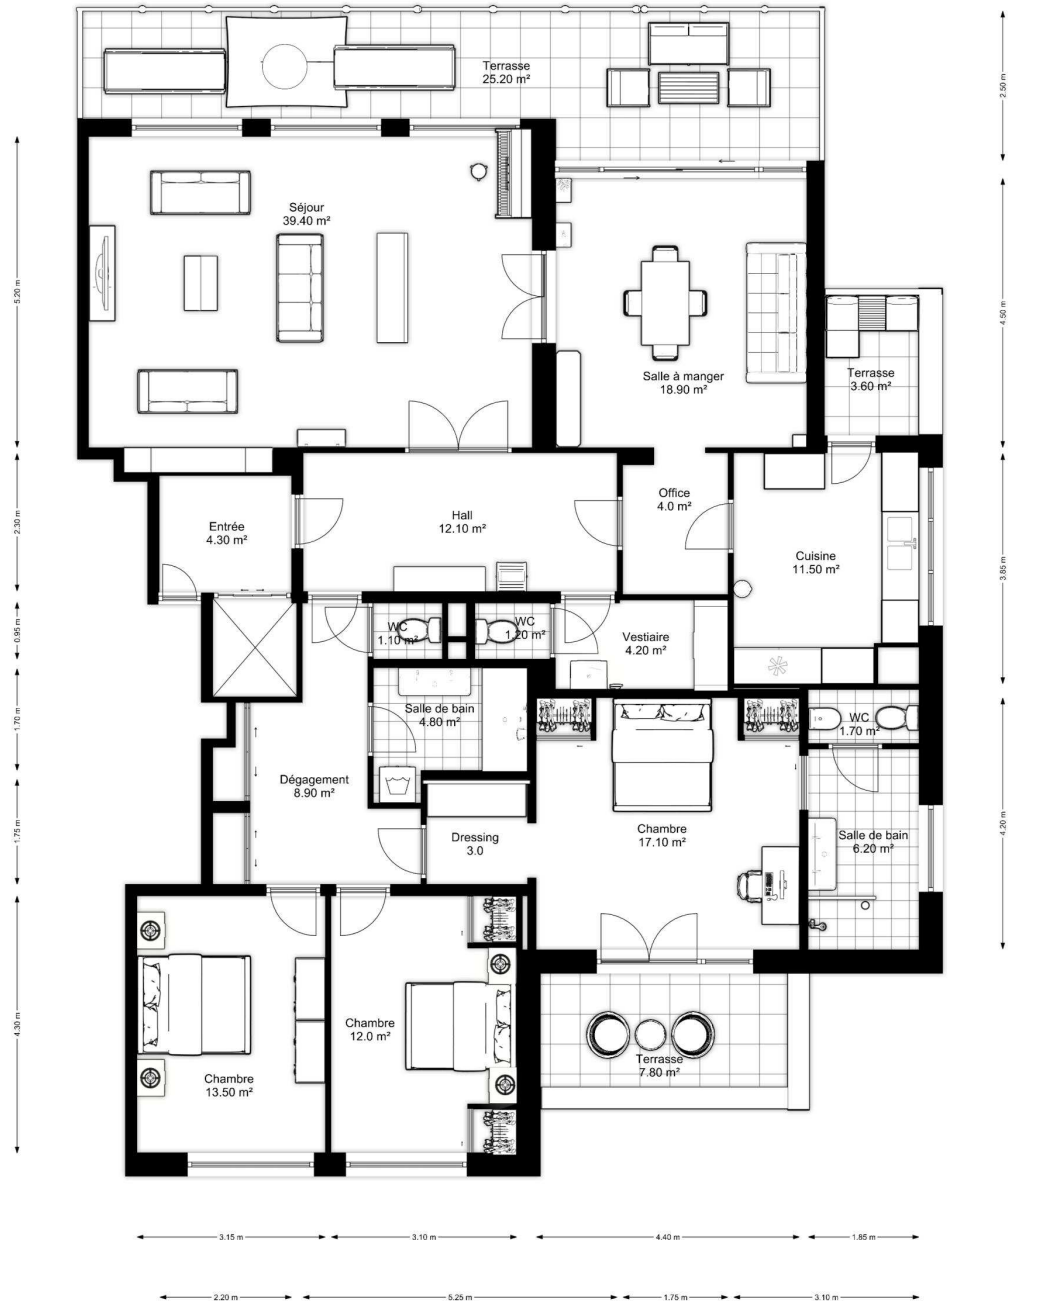 Terrasse
25.20 m²
2.50 m
Séjour
39.40 m²
5.20 m
4.50 m
Salle à manger
18.90 m²
Terrasse
3.60 m²
Office
4.0 m²
Entrée
4.30 m²
Hall
12.10 m²
2.30 m
Cuisine
11.50 m²
3.85 m
WC
1.10 m²
WC
1.20 m²
Vestiaire
4.20 m²
0.95 m
Salle de bain
4.80 m²
1.70 m
WC
1.70 m²
Dégagement
8.90 m²
1.75 m
Dressing
3.0
Chambre
17.10 m²
Salle de bain
6.20 m²
4.20 m
Chambre
12.0 m²
4.30 m
Chambre
13.50 m²
Terrasse
7.80 m²
3.15 m
3.10 m
4.40 m
1.85 m
2.20 m
5.25 m
1.75 m
3.10 m